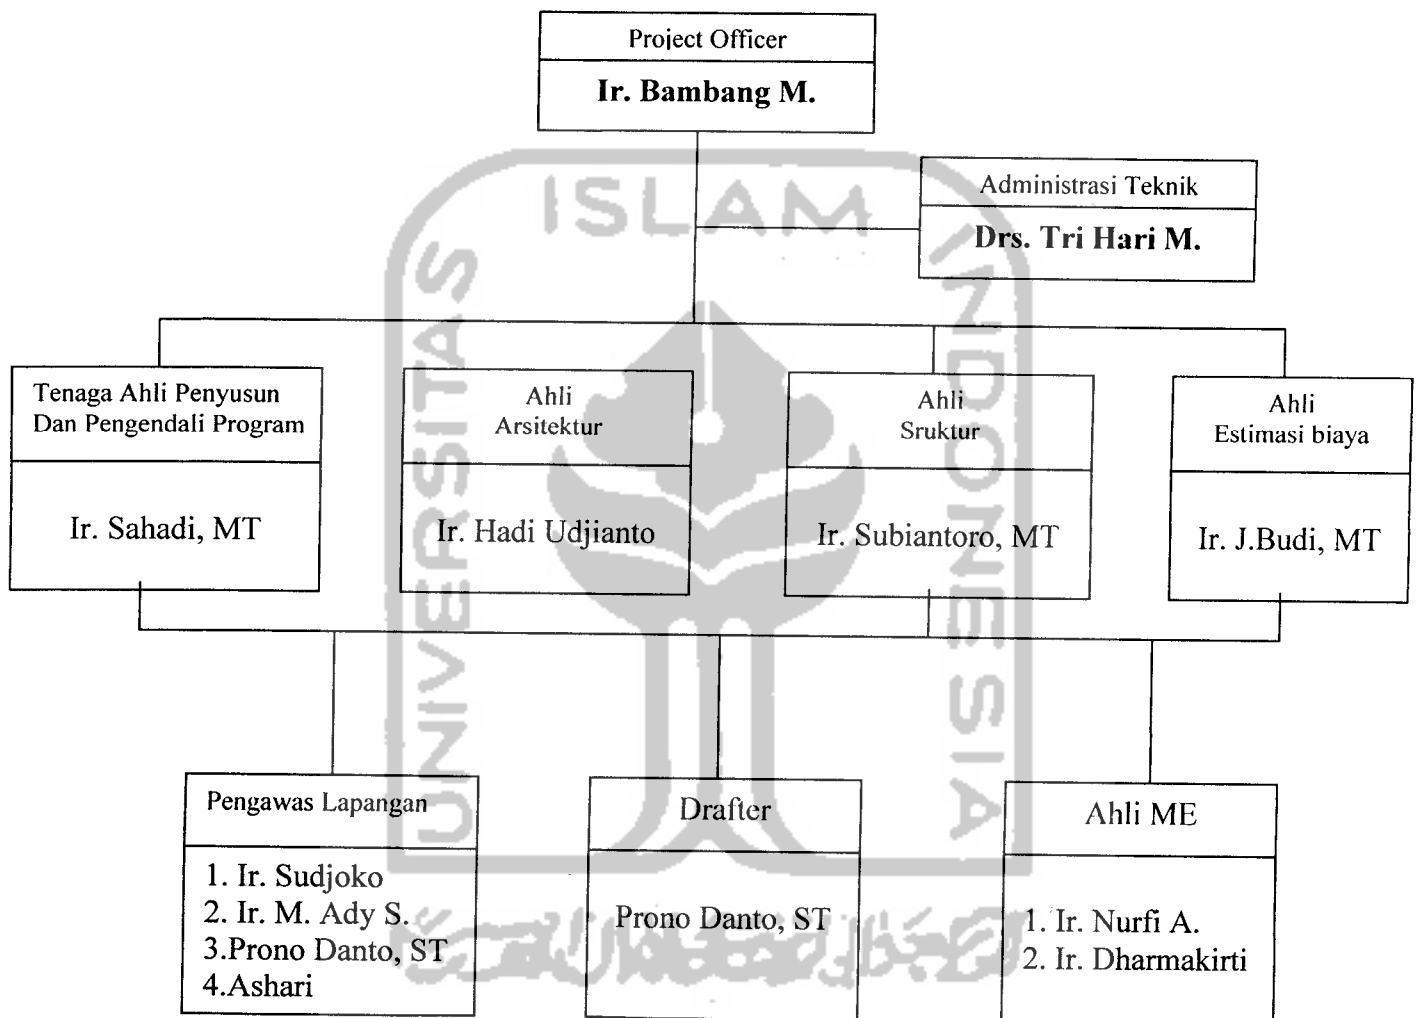 Project Officer
Ir. Bambang M.
Administrasi Teknik
Drs. Tri Hari M.
Tenaga Ahli Penyusun
Dan Pengendali Program
Ir. Sahadi, MT
Ahli
Arsitektur
Ir. Hadi Udjianto
Ahli
Sruktur
Ir. Subiantoro, MT
Ahli
Estimasi biaya
Ir. J.Budi, MT
Pengawas Lapangan
1. Ir. Sudjoko
2. Ir. M. Ady S.
3.Prono Danto, ST
4.Ashari
Drafter
Prono Danto, ST
Ahli ME
1. Ir. Nurfi A.
2. Ir. Dharmakirti
UNIVERSITAS
ISLAM
INDONESIA